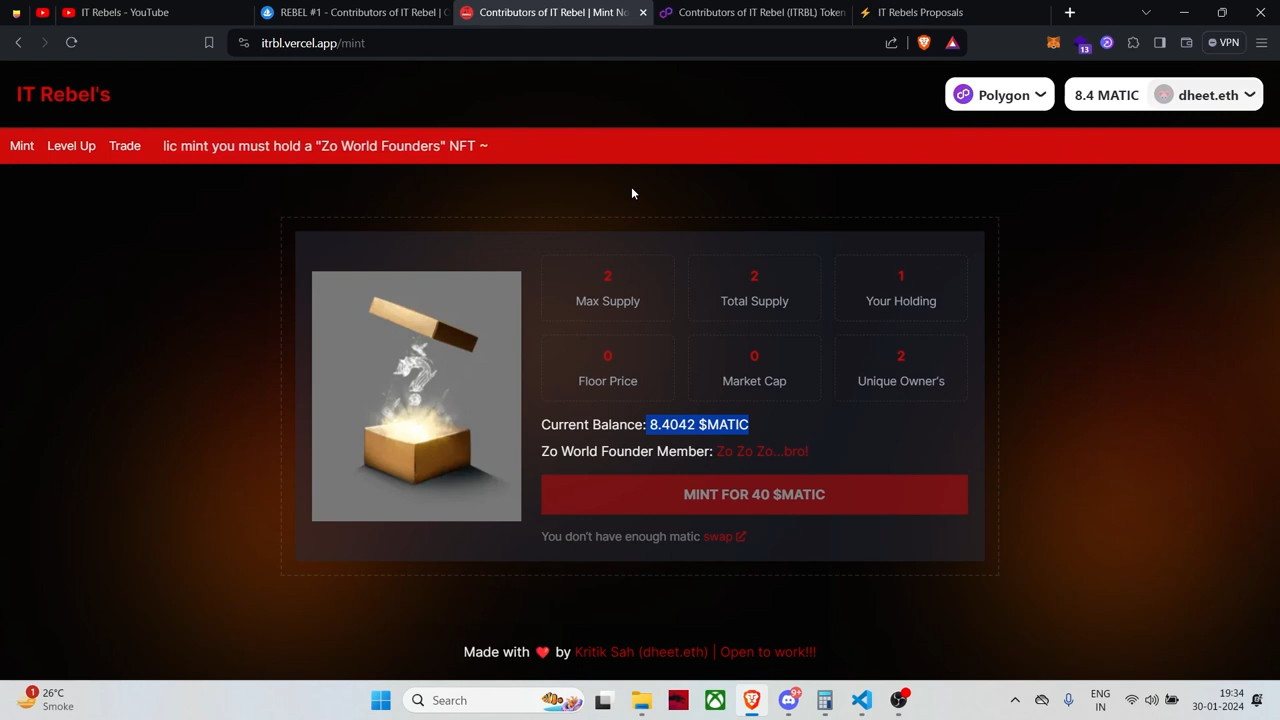 IT Rebels - YouTube
REBEL #1 - Contributors of IT Rebel | C
Contributors of IT Rebel | Mint No
Contributors of IT Rebel (ITRBL) Token
IT Rebels Proposals
itrbl.vercel.app/mint
13
VPN
IT Rebel's
Polygon
8.4 MATIC
dheet.eth
Mint
Level Up
Trade
lic mint you must hold a "Zo World Founders" NFT ~
2
Max Supply
2
Total Supply
1
Your Holding
0
Floor Price
0
Market Cap
2
Unique Owner's
Current Balance: 8.4042 $MATIC
Zo World Founder Member: Zo Zo Zo...bro!
MINT FOR 40 $MATIC
You don't have enough matic swap
Made with ❤ by Kritik Sah (dheet.eth) | Open to work!!!
1
26°C
Smoke
Search
9+
ENG
IN
19:34
30-01-2024